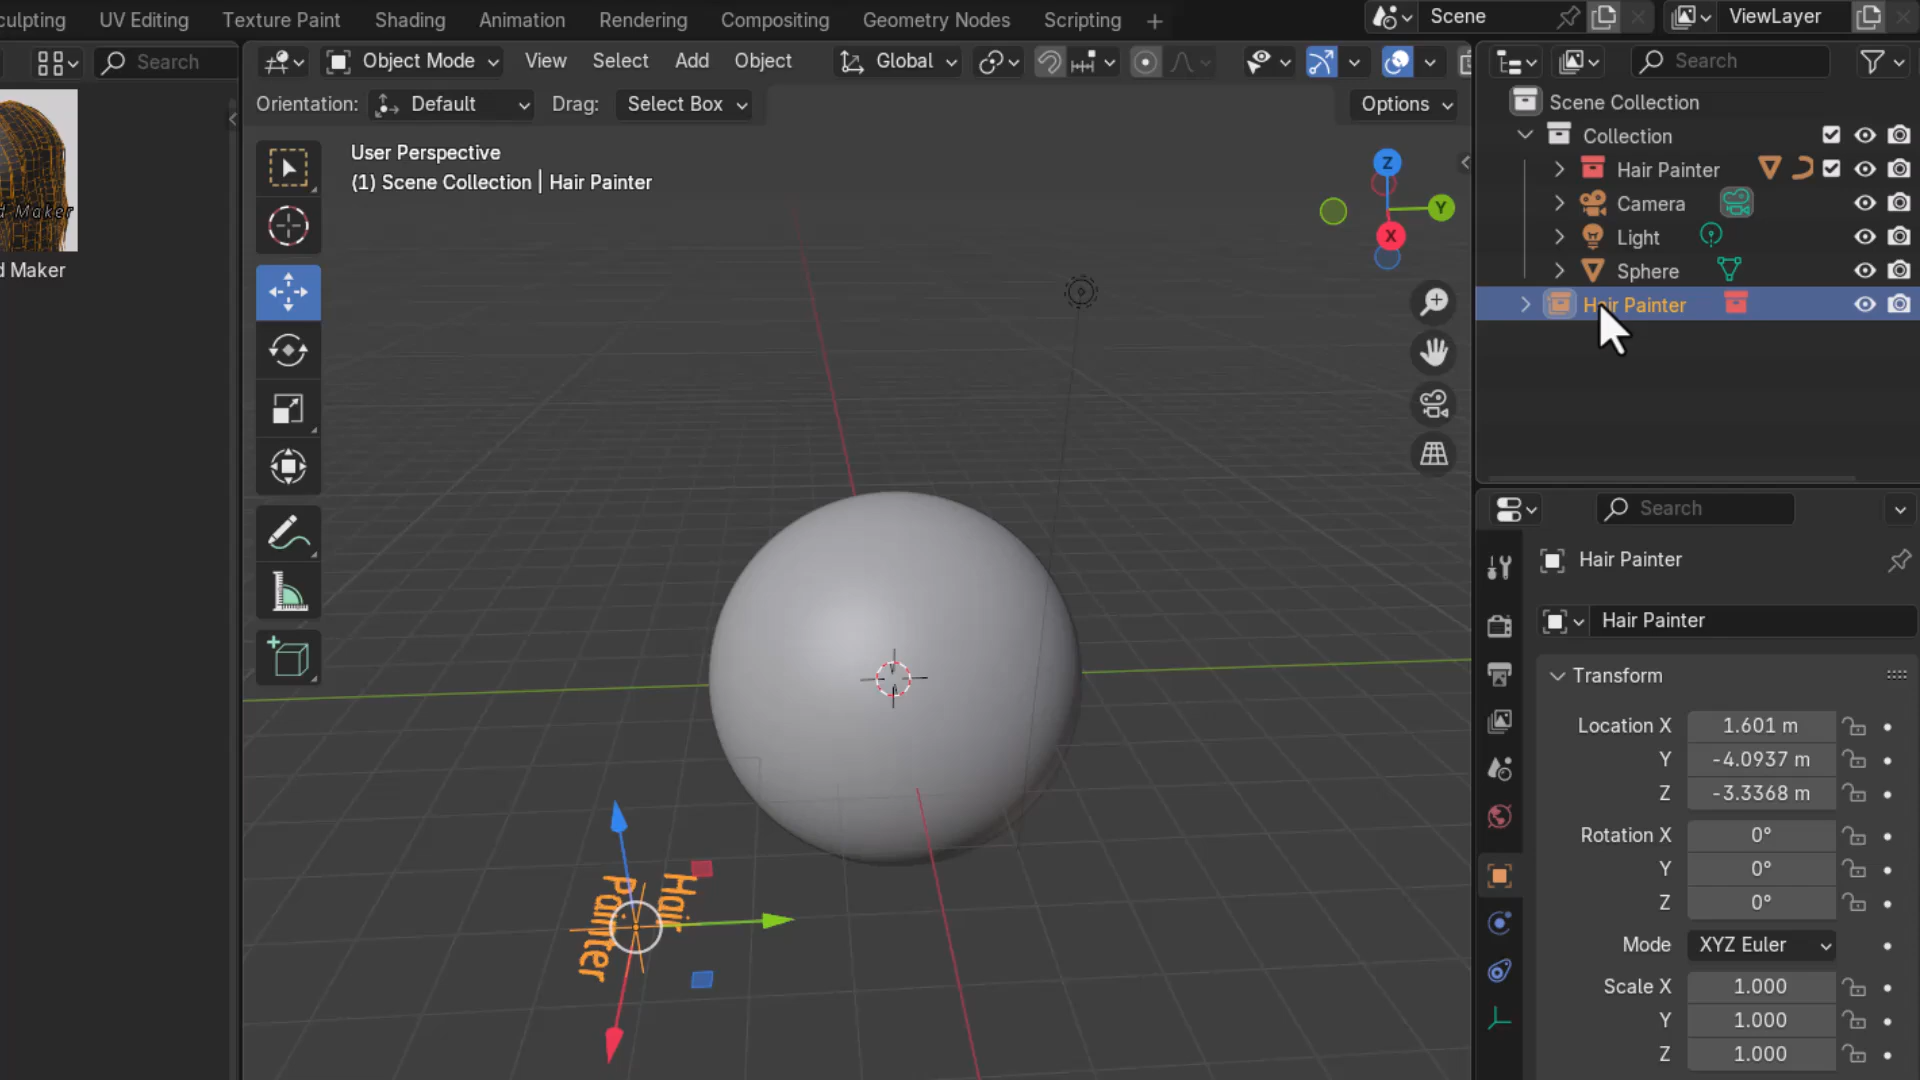 culpting UV Editing Texture Paint Shading Animation Rendering Compositing Geometry Nodes Scripting + Scene ViewLayer
Search Object Mode View Select Add Object Global Search
Orientation: Default Drag: Select Box Options
User Perspective
(1) Scene Collection | Hair Painter
Z
Y
X
d Maker
d Maker
Hair
Painter
Scene Collection
Collection
Hair Painter
Camera
Light
Sphere
Hair Painter
Search
Hair Painter
Hair Painter
Transform
Location X 1.601 m
Y -4.0937 m
Z -3.3368 m
Rotation X 0°
Y 0°
Z 0°
Mode XYZ Euler
Scale X 1.000
Y 1.000
Z 1.000